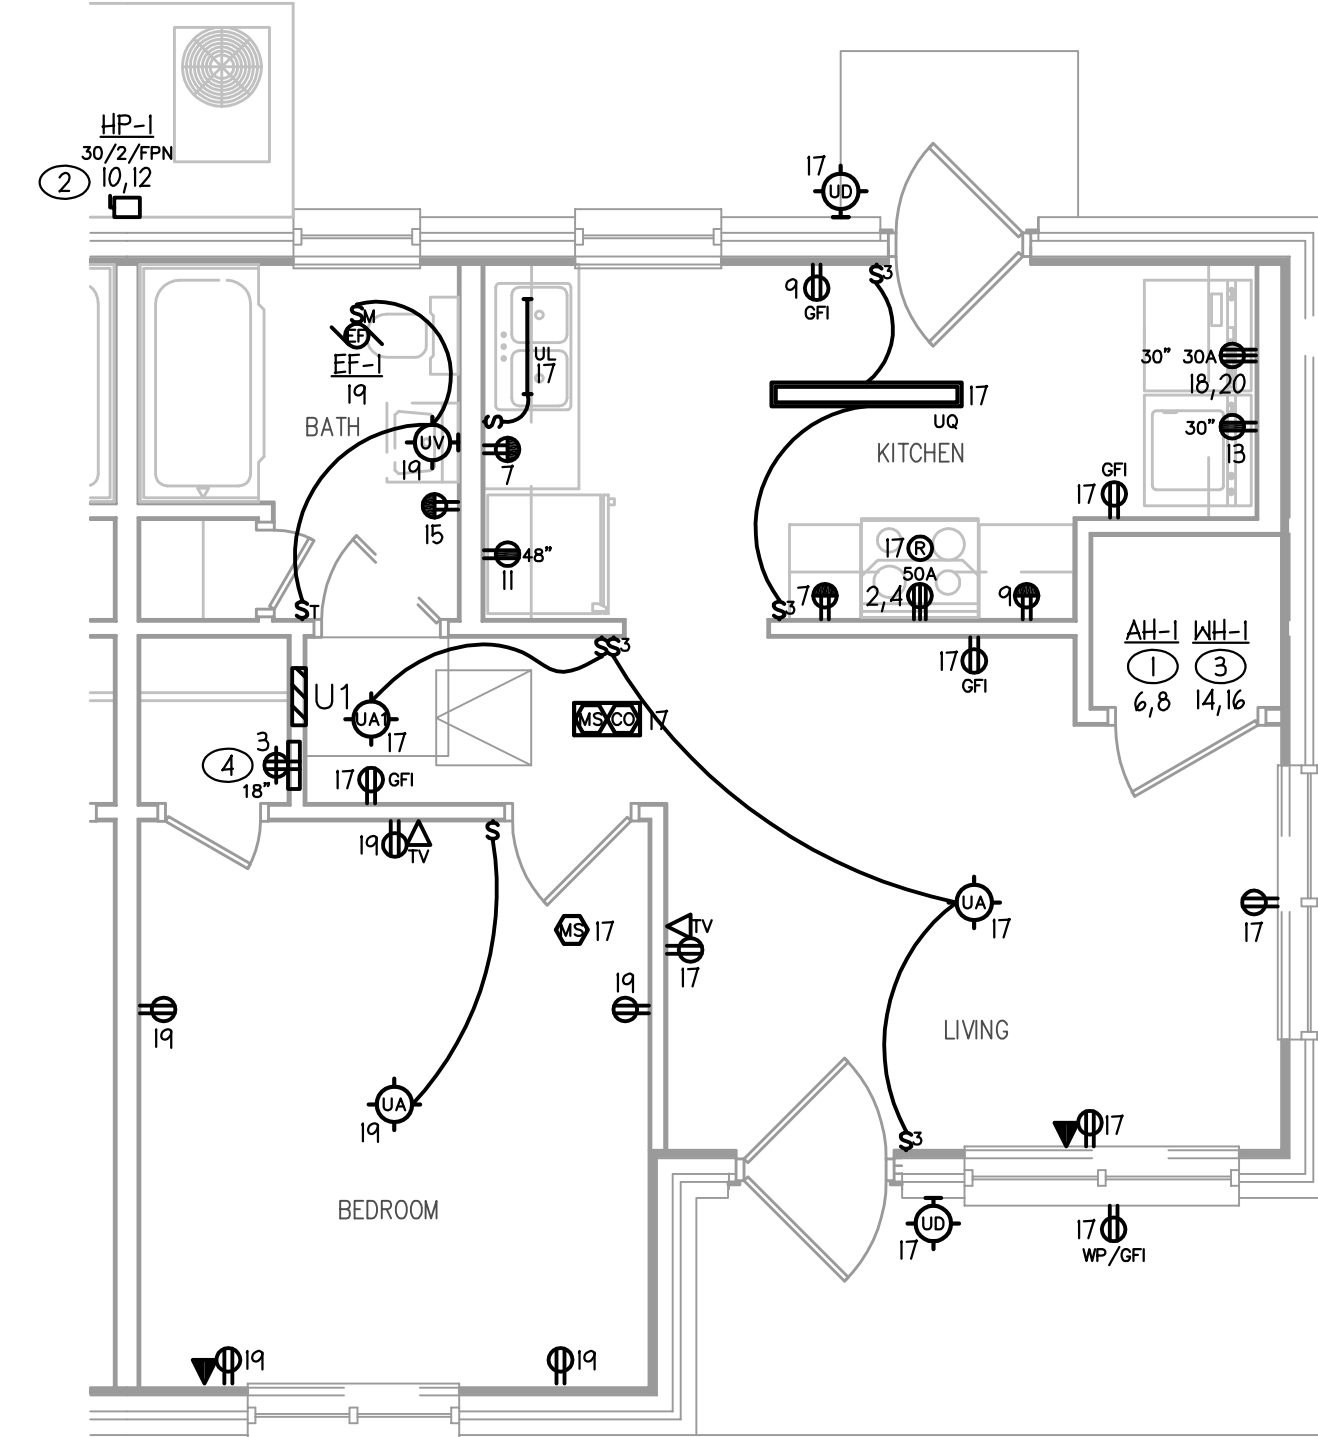 HP-1
30/2/FPN
2
10,12
17
UD
S3
9
GFI
SM
EF
EF-1
19
UL
17
30” 30A
18,20
17
UQ
BATH
KITCHEN
S
UV
19
30”
13
7
GFI
17
15
17 R
50A
48”
11
7
2,4
9
ST
S3
SS3
AH-1 WH-1
1 3
6,8 14,16
17
GFI
U1
UA1
17
MS CO 17
3
4
18”
17 GFI
S
19
TV
UA
17
MS 17
TV
17
17
19
19
LIVING
UA
19
17
S3
BEDROOM
UD
17
17
WP/GFI
19
19